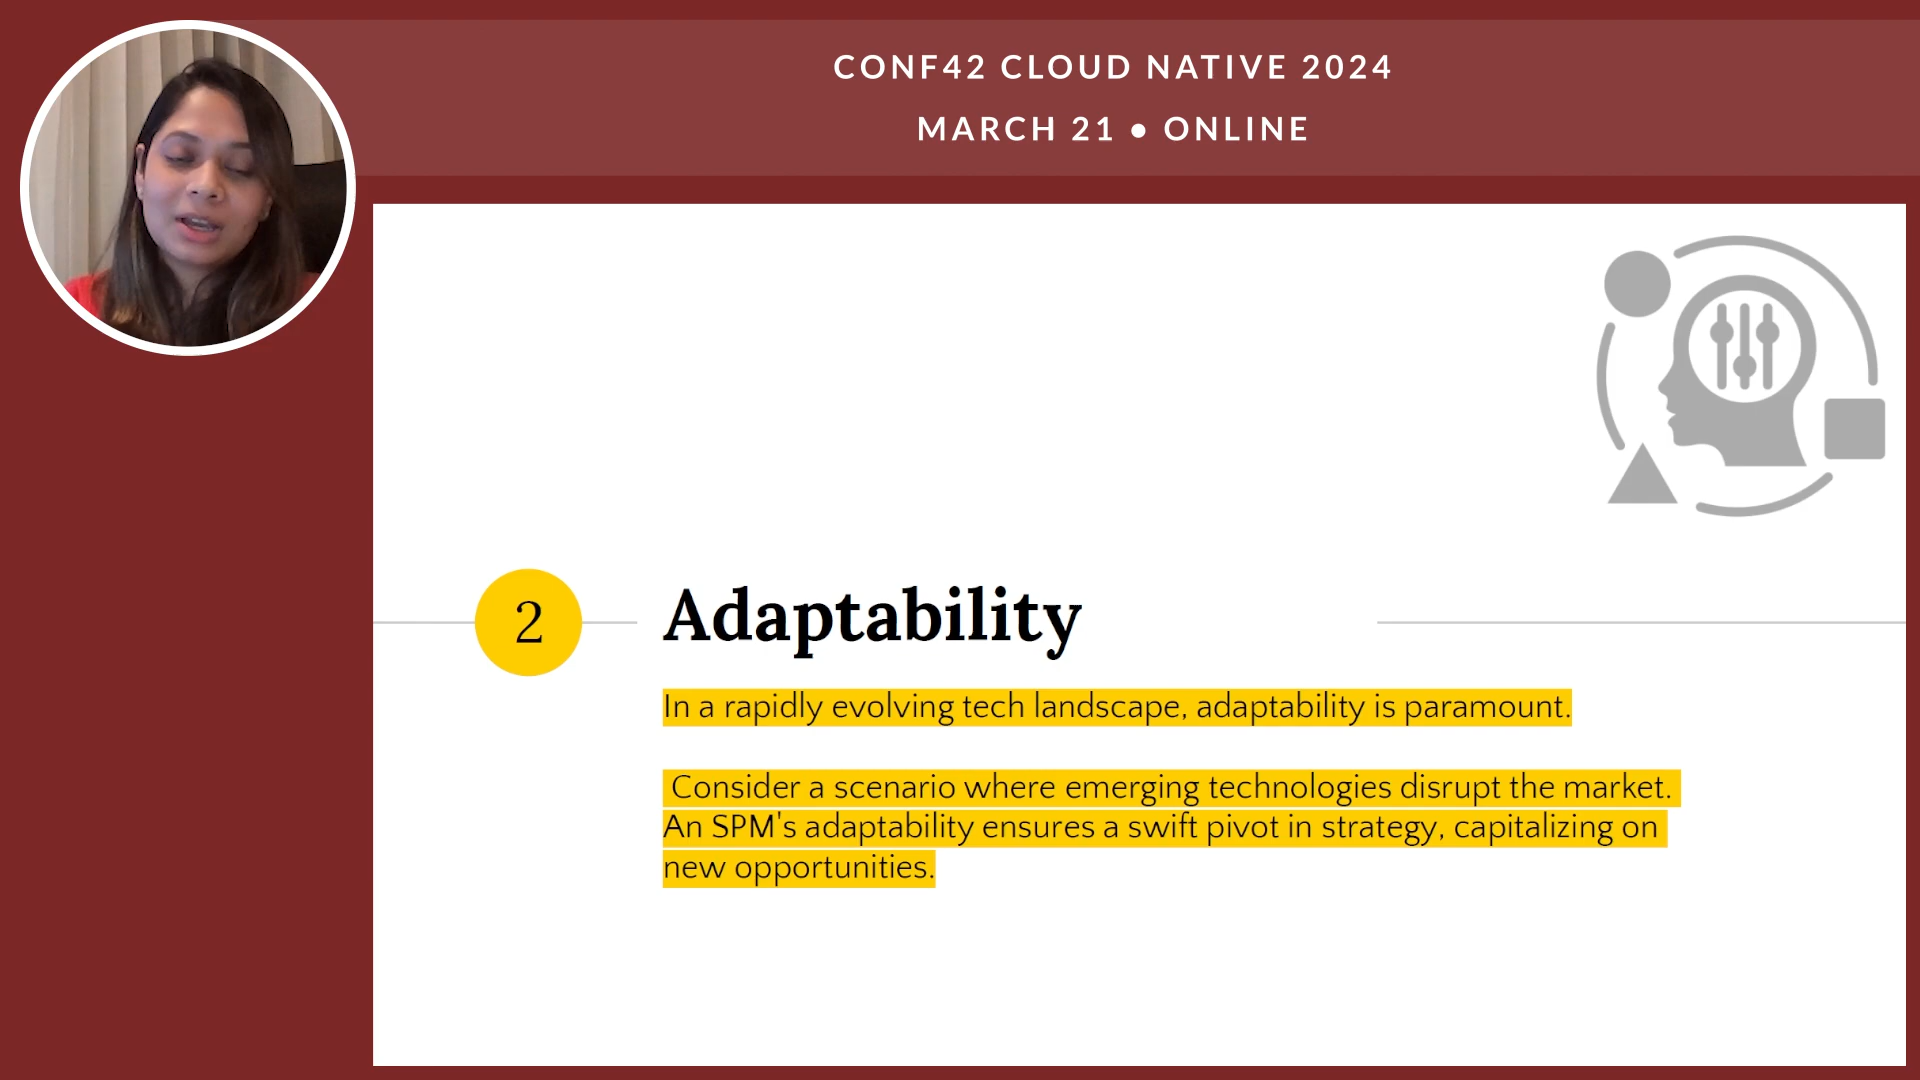 CONF42 CLOUD NATIVE 2024
MARCH 21 ● ONLINE
2
Adaptability
In a rapidly evolving tech landscape, adaptability is paramount.
Consider a scenario where emerging technologies disrupt the market.
An SPM's adaptability ensures a swift pivot in strategy, capitalizing on
new opportunities.